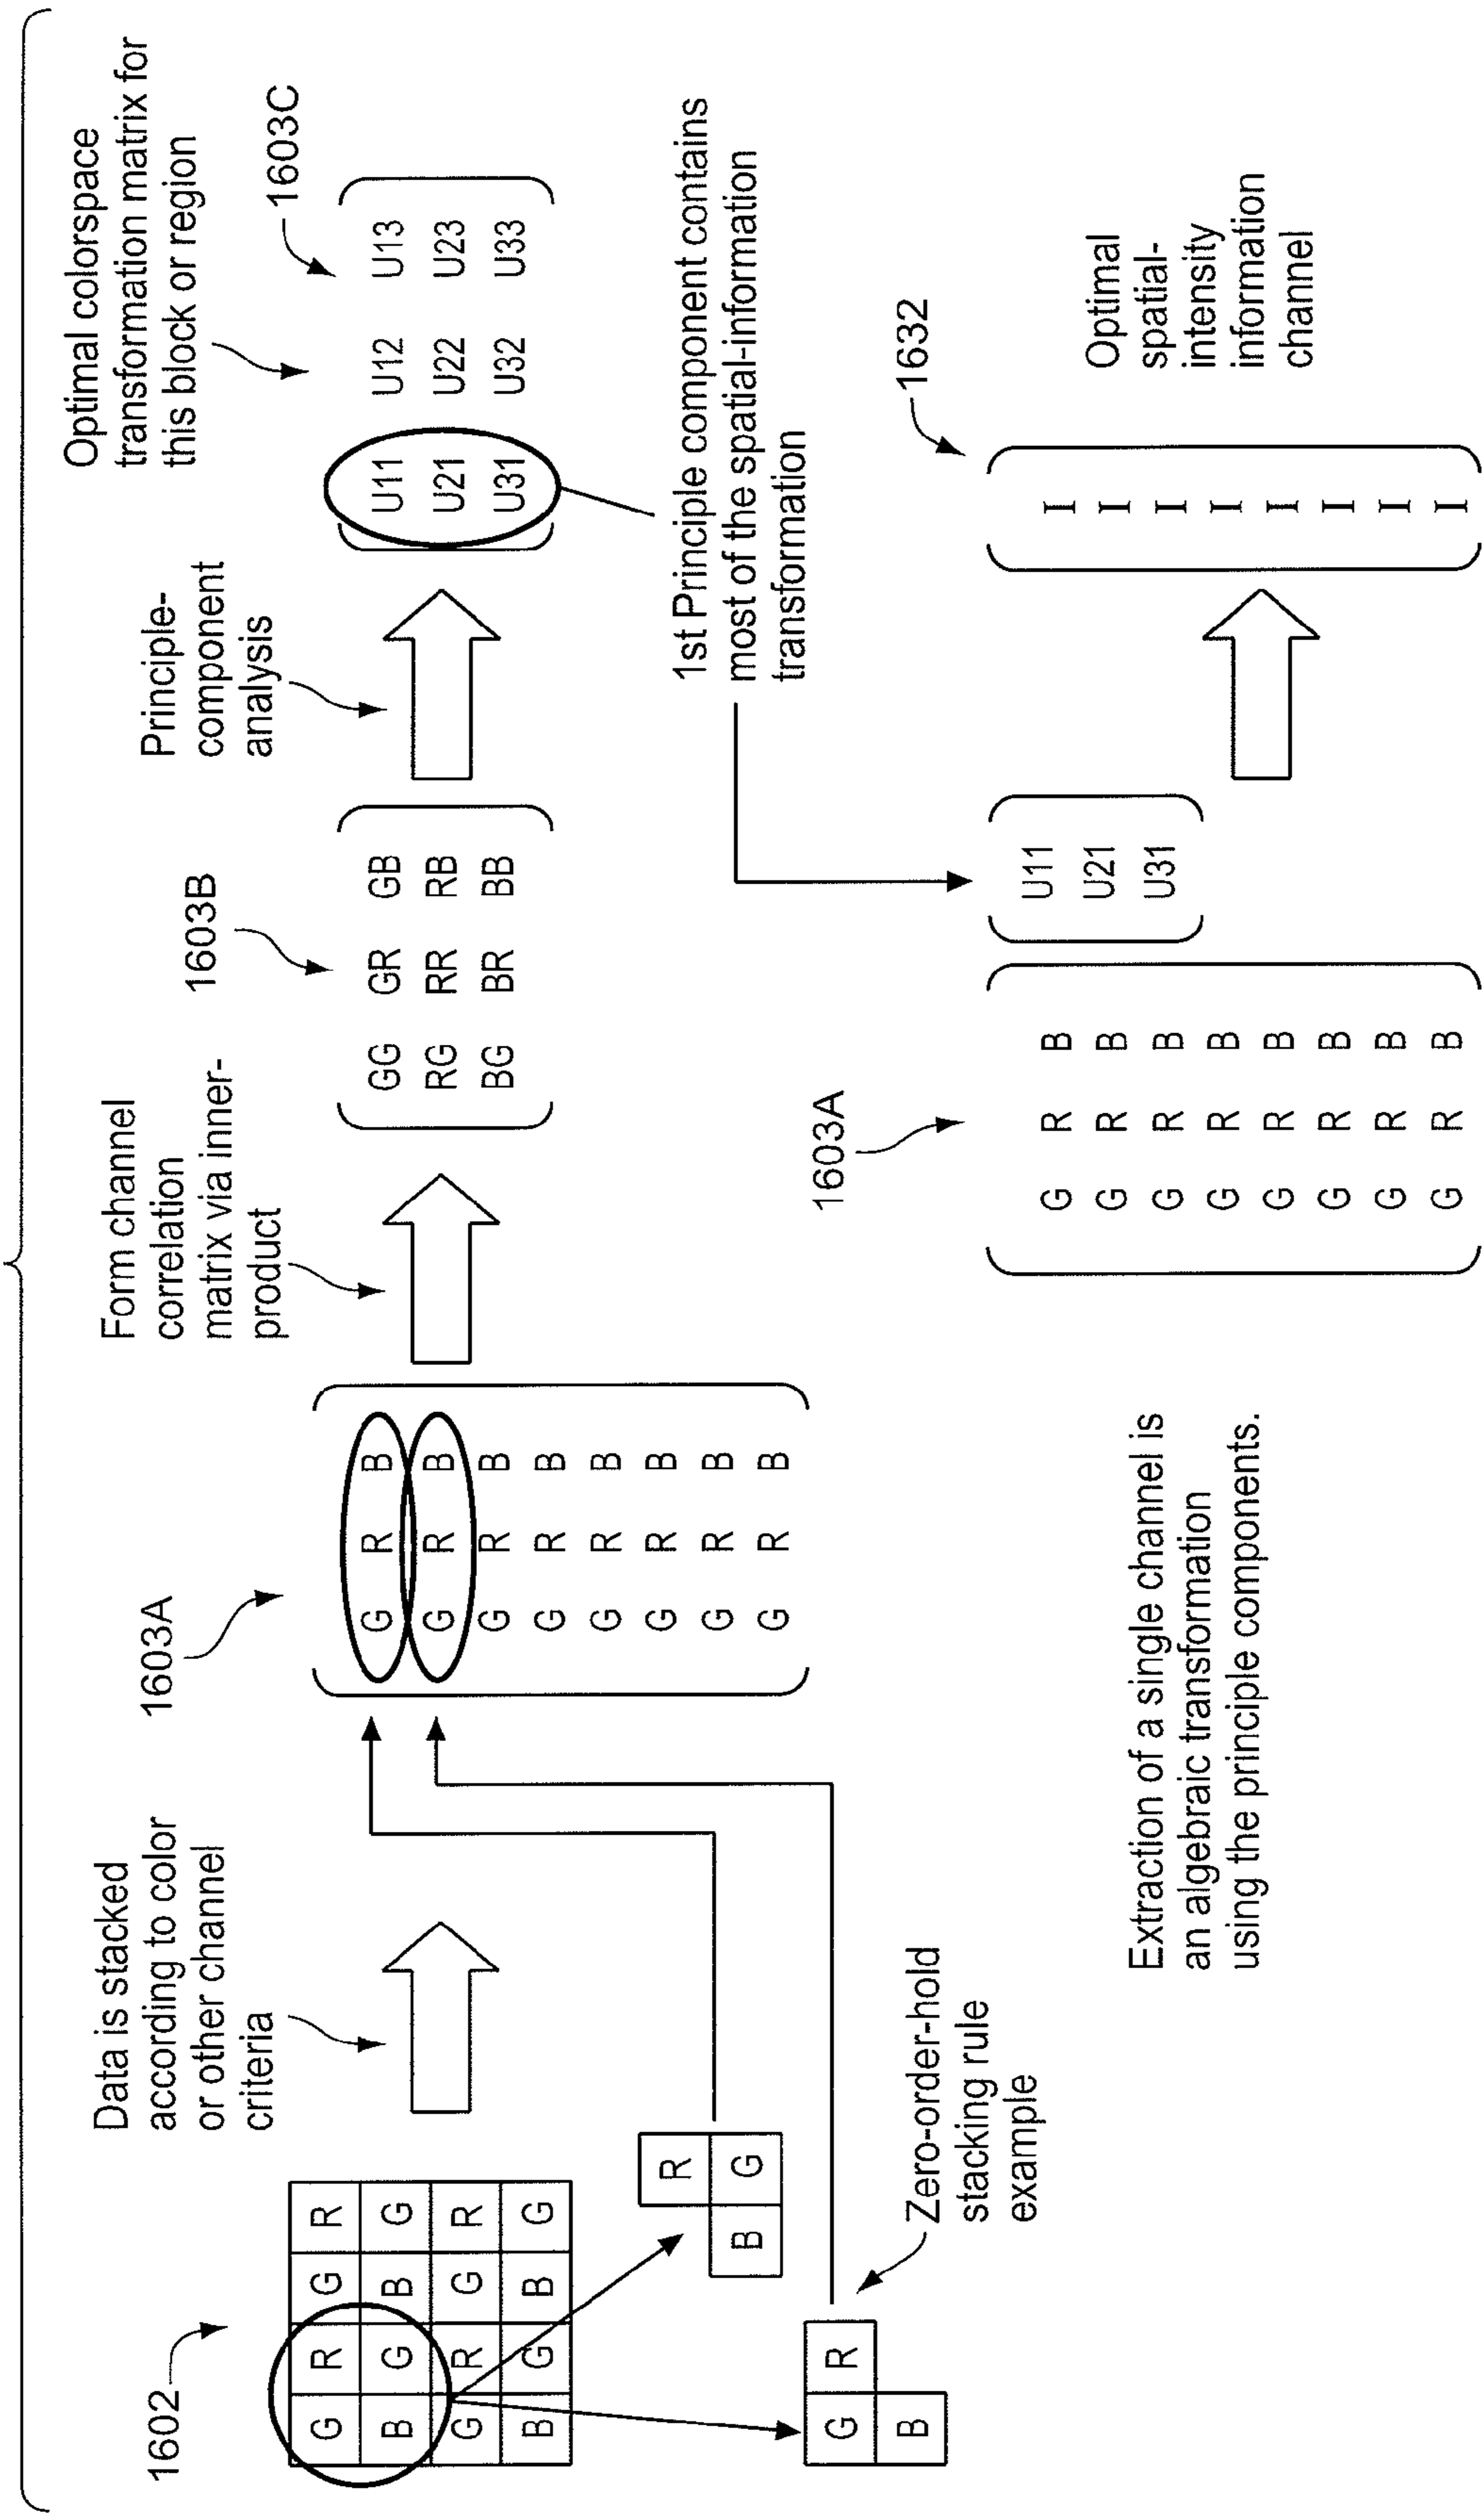 1602
G R G R
B G B G
G R G R
B G B G
Data is stacked
according to color
or other channel
criteria
R
B G
G R
B
Zero-order-hold
stacking rule
example
1603A
G R B
G R B
G R B
G R B
G R B
G R B
G R B
G R B
Form channel
correlation
matrix via inner-
product
1603B
GG GR GB
RG RR RB
BG BR BB
Principle-
component
analysis
Optimal colorspace
transformation matrix for
this block or region
1603C
U11 U12 U13
U21 U22 U23
U31 U32 U33
1st Principle component contains
most of the spatial-information
transformation
Extraction of a single channel is
an algebraic transformation
using the principle components.
1603A
G R B
G R B
G R B
G R B
G R B
G R B
G R B
G R B
U11
U21
U31
1632
I
I
I
I
I
I
I
I
Optimal
spatial-
intensity
information
channel